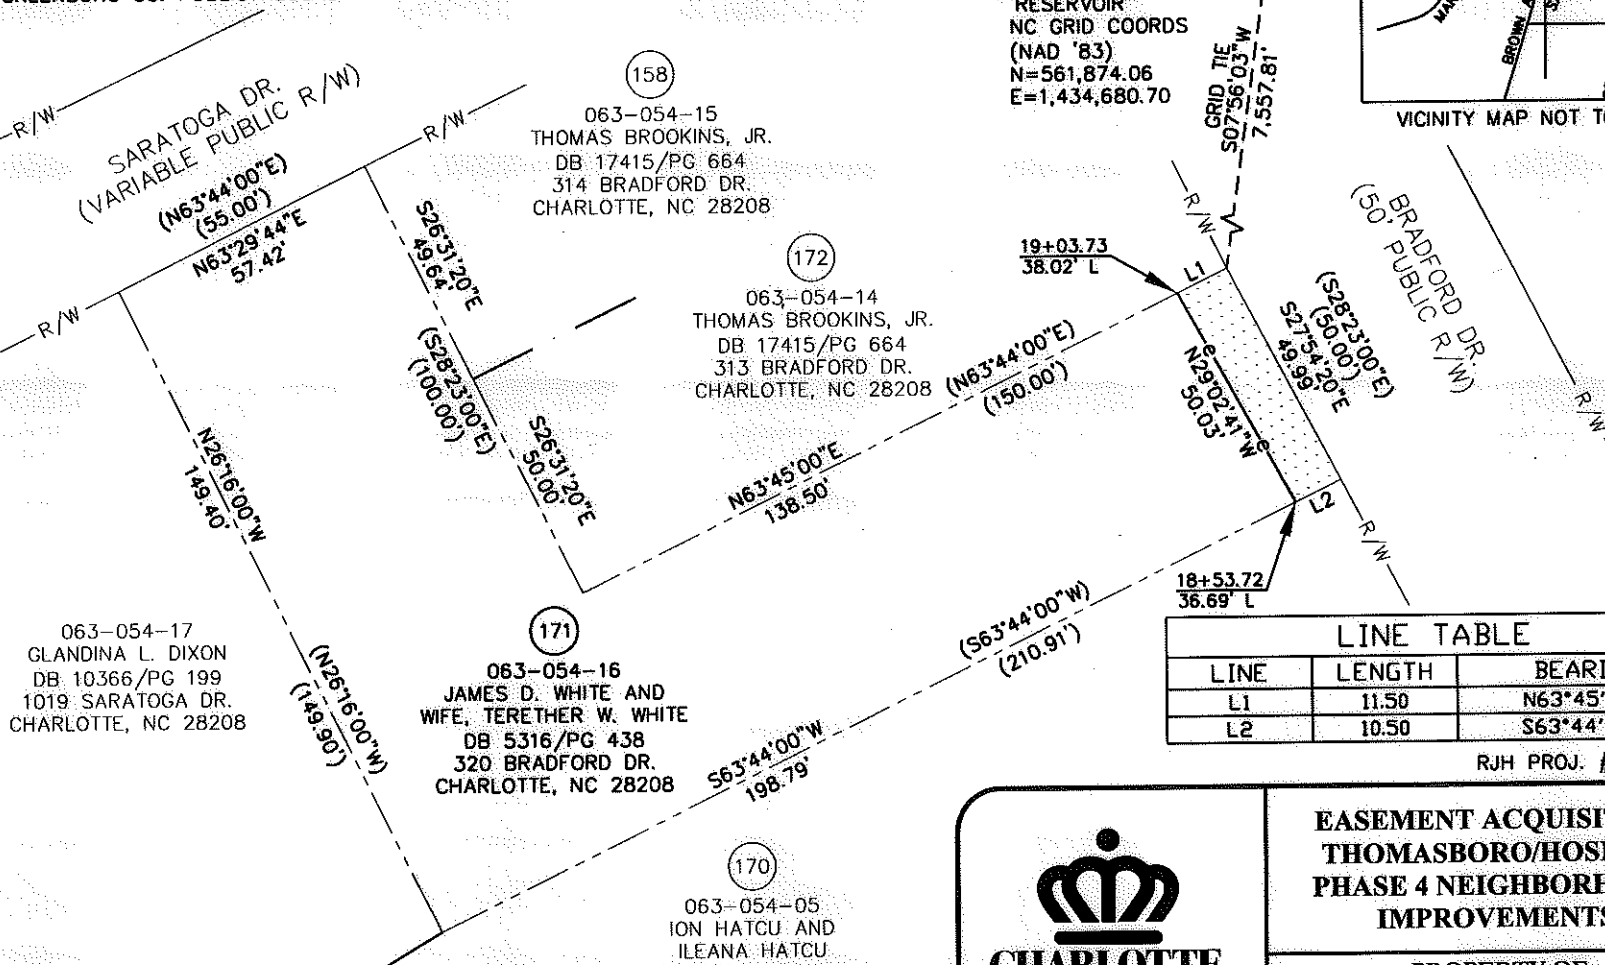 RESERVOIR
NC GRID COORDS
(NAD '83)
N=561,874.06
E=1,434,680.70
GRID TIE
S07°56'03"W
7,557.81'
BROWN
VICINITY MAP NOT
R/W
SARATOGA DR.
(VARIABLE PUBLIC R/W)
R/W
(N63°44'00"E)
(55.00')
N63°29'44"E
57.42'
R/W
158
063-054-15
THOMAS BROOKINS, JR.
DB 17415/PG 664
314 BRADFORD DR.
CHARLOTTE, NC 28208
S26°31'20"E
49.64'
(S28°23'00"E)
(100.00')
S26°31'20"E
50.00'
172
063-054-14
THOMAS BROOKINS, JR.
DB 17415/PG 664
313 BRADFORD DR.
CHARLOTTE, NC 28208
19+03.73
38.02' L
L1
R/W
BRADFORD DR.
(50' PUBLIC R/W)
(S28°23'00"E)
(50.00')
S27°54'20"E
49.99'
e
N29°02'41"W
50.03'
e
R/W
(N63°44'00"E)
(150.00')
N63°45'00"E
138.50'
L2
R/W
18+53.72
36.69' L
N26°16'00"W
149.40'
(N26°16'00"W)
(149.90')
063-054-17
GLANDINA L. DIXON
DB 10366/PG 199
1019 SARATOGA DR.
CHARLOTTE, NC 28208
171
063-054-16
JAMES D. WHITE AND
WIFE, TERETHER W. WHITE
DB 5316/PG 438
320 BRADFORD DR.
CHARLOTTE, NC 28208
(S63°44'00"W)
(210.91')
S63°44'00"W
198.79'
170
063-054-05
ION HATCU AND
ILEANA HATCU
LINE TABLE
LINE LENGTH BEARI
L1 11.50 N63°45'
L2 10.50 S63°44'
RJH PROJ.
EASEMENT ACQUISI
THOMASBORO/HOS
PHASE 4 NEIGHBOR
IMPROVEMENTS
CHARLOTTE
PROPERTY OF